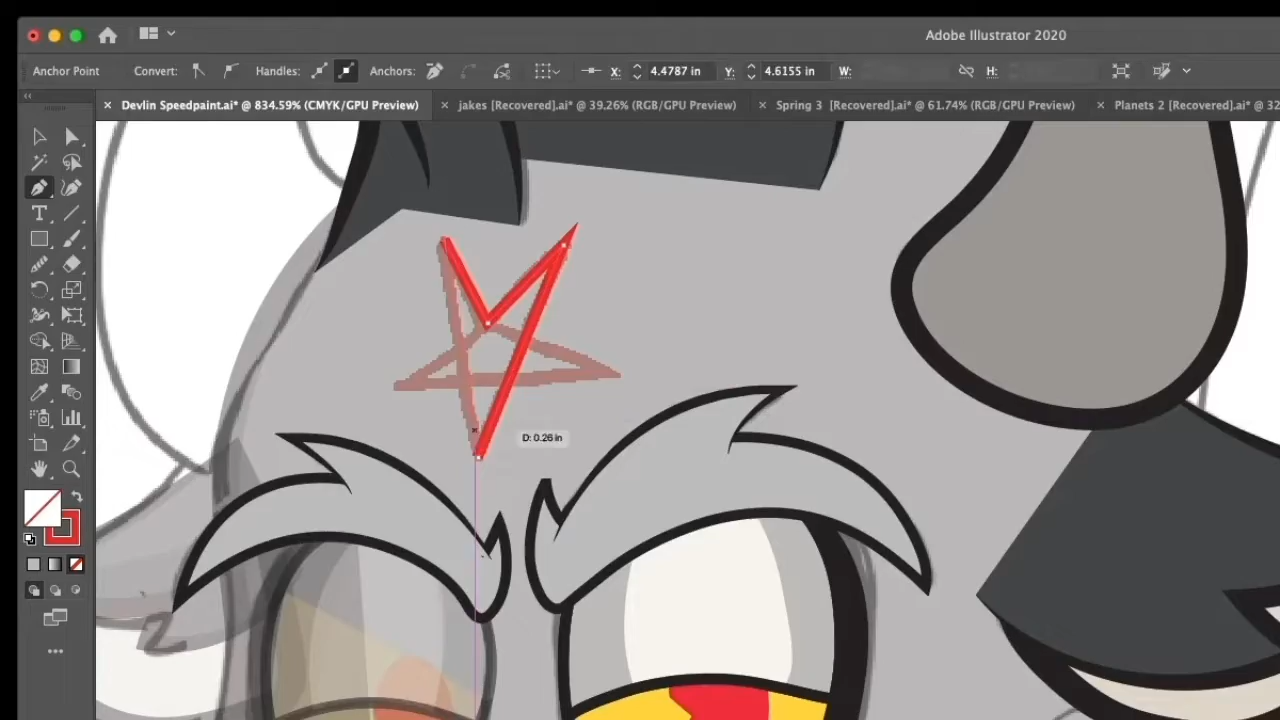 Adobe Illustrator 2020
Anchor Point Convert: Handles: Anchors: X: 4.4787 in Y: 4.6155 in W: H:
× Devlin Speedpaint.ai* @ 834.59% (CMYK/GPU Preview) × jakes [Recovered].ai* @ 39.26% (RGB/GPU Preview) × Spring 3 [Recovered].ai* @ 61.74% (RGB/GPU Preview) × Planets 2 [Recovered].ai* @ 32
D: 0.26 in